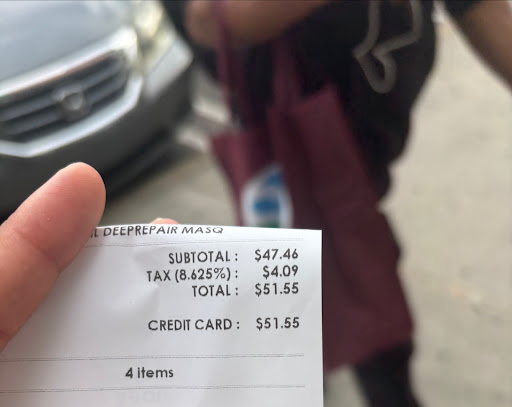 DEEPREPAIR MASQ
SUBTOTAL : $47.46
TAX (8.625%) : $4.09
TOTAL : $51.55
CREDIT CARD : $51.55
4 items